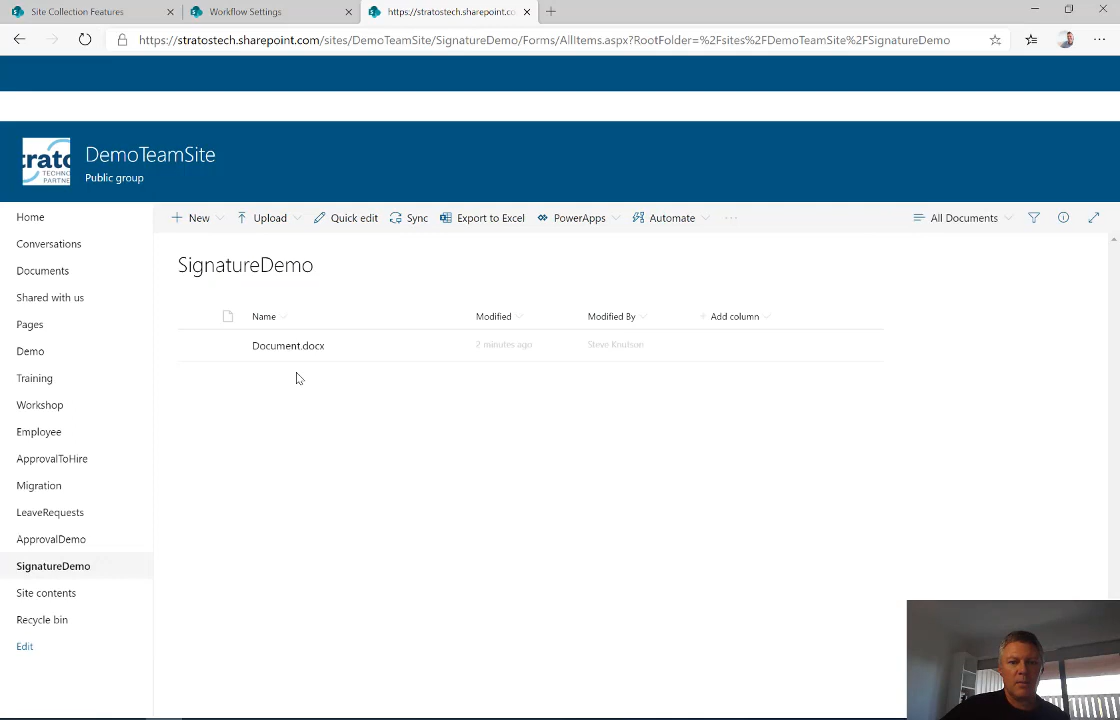 Site Collection Features
Workflow Settings
https://stratostech.sharepoint.co
https://stratostech.sharepoint.com/sites/DemoTeamSite/SignatureDemo/Forms/AllItems.aspx?RootFolder=%2Fsites%2FDemoTeamSite%2FSignatureDemo
trato
TECHNO
PARTNE
DemoTeamSite
Public group
Home
Conversations
Documents
Shared with us
Pages
Demo
Training
Workshop
Employee
ApprovalToHire
Migration
LeaveRequests
ApprovalDemo
SignatureDemo
Site contents
Recycle bin
Edit
New Upload Quick edit Sync Export to Excel PowerApps Automate ··· All Documents
SignatureDemo
Name Modified Modified By + Add column
Document.docx 2 minutes ago Steve Knutson